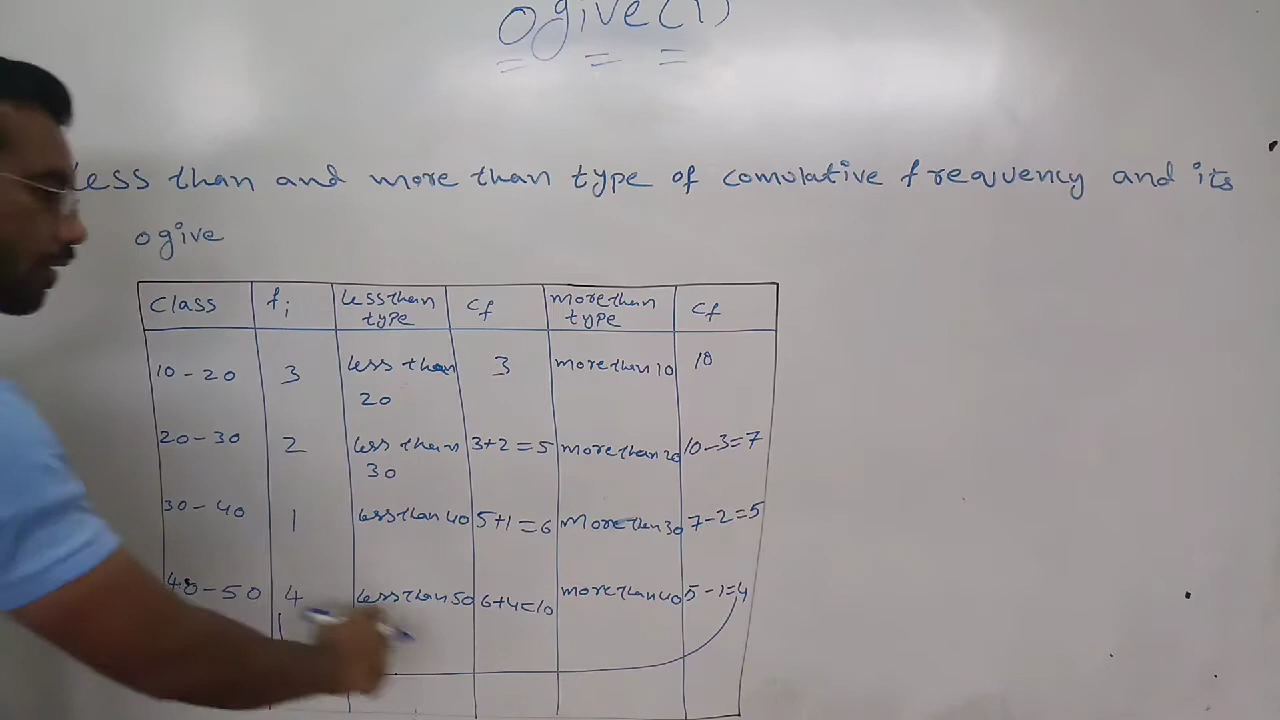 ogive(1)
less than and more than type of comulative frequency and its
ogive
Class fi less than type cf more than type cf
10-20 3 less than 20 3 more than 10 10
20-30 2 less than 30 3+2=5 more than 20 10-3=7
30-40 1 less than 40 5+1=6 more than 30 7-2=5
40-50 4 less than 50 6+4=10 more than 40 5-1=4